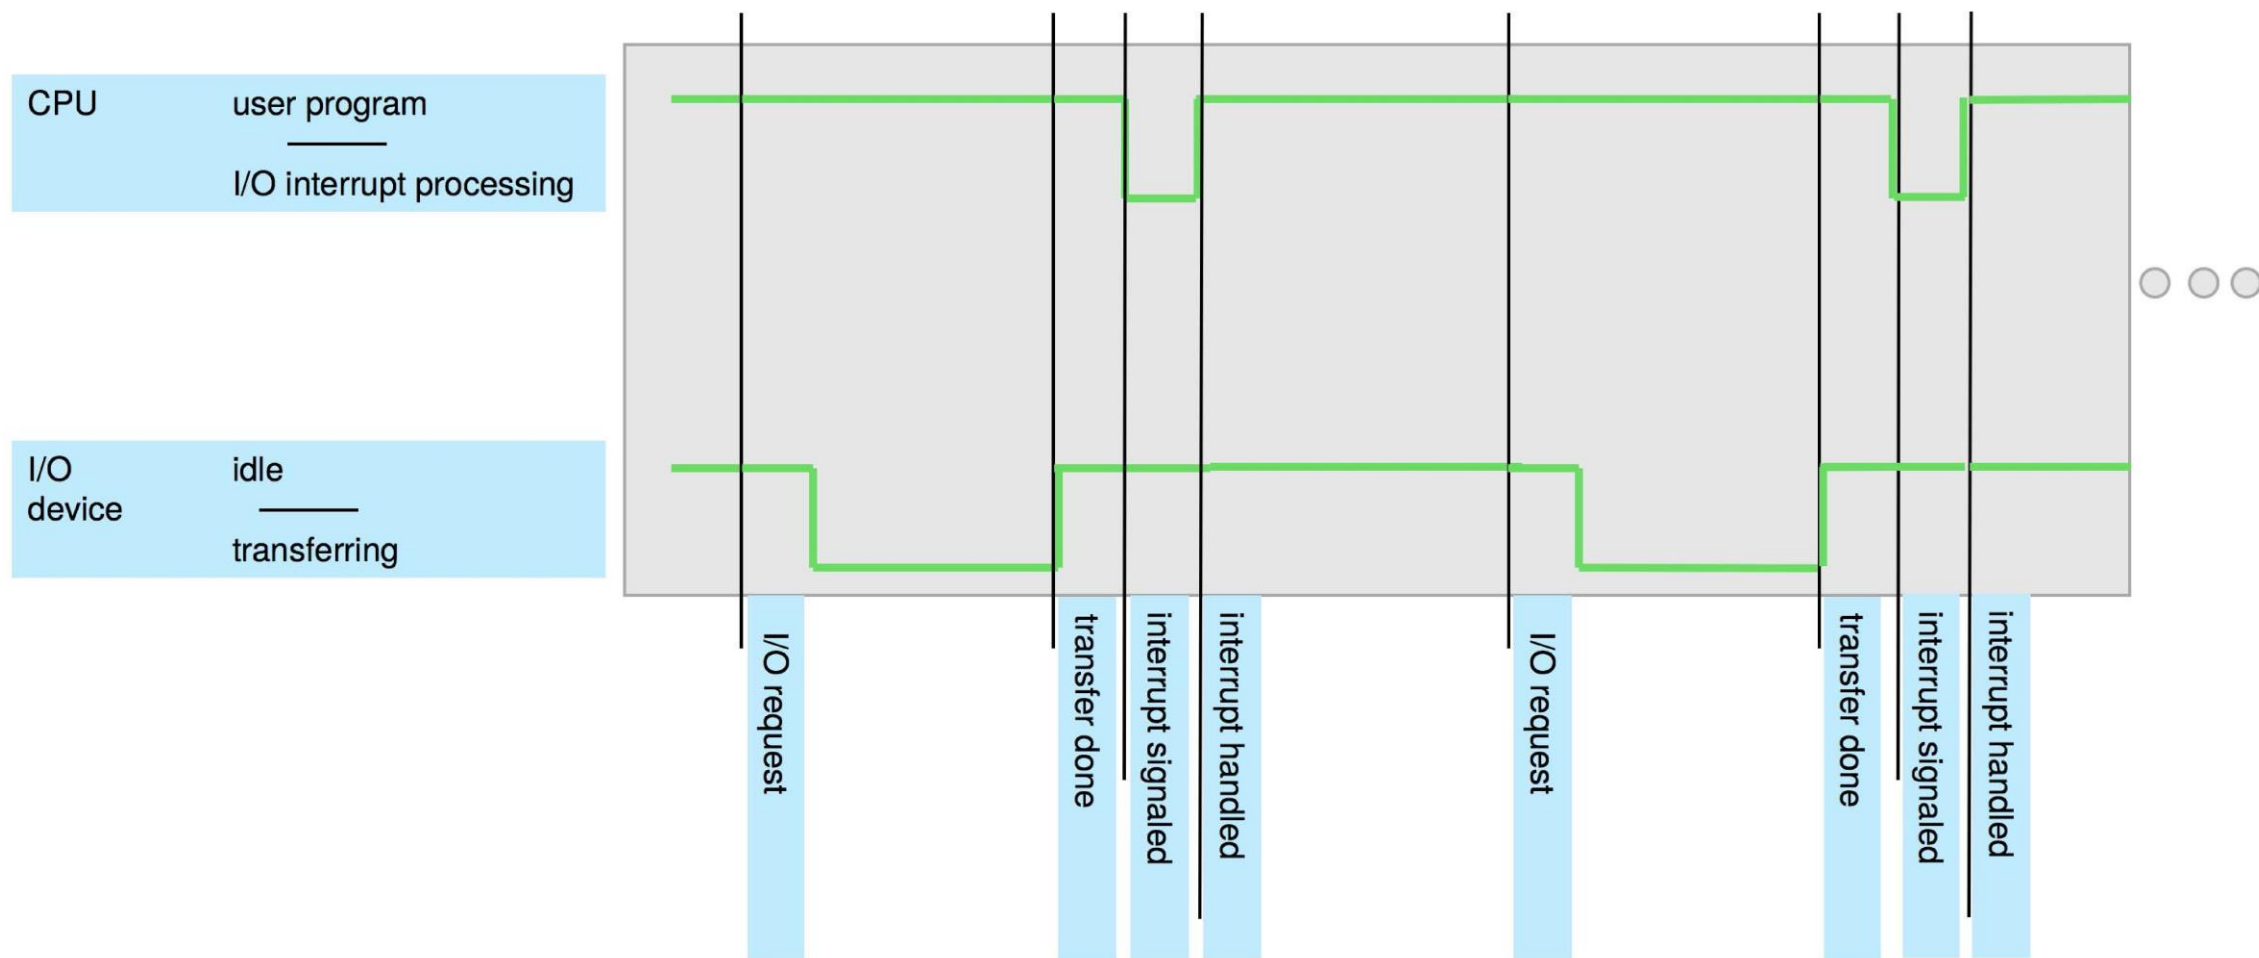 CPU
user program
I/O interrupt processing
I/O
device
idle
transferring
I/O request
transfer done
interrupt signaled
interrupt handled
I/O request
transfer done
interrupt signaled
interrupt handled